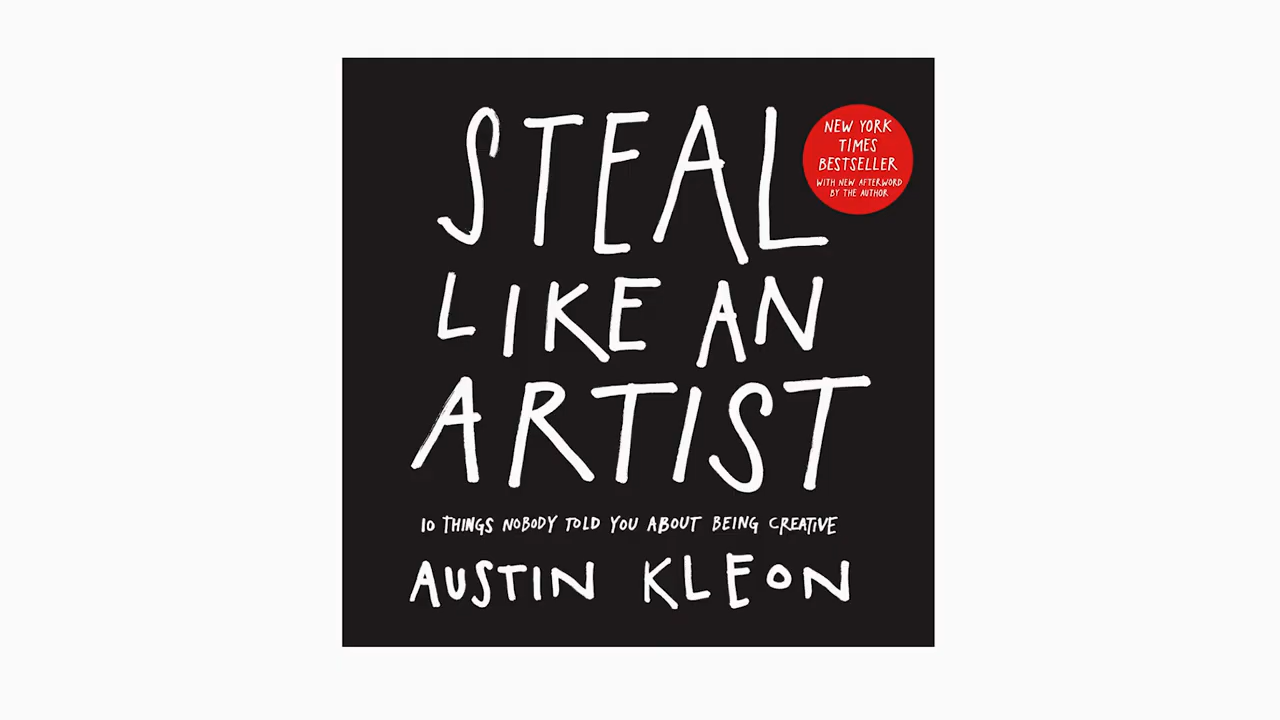 STEAL
LIKE AN
ARTIST
NEW YORK
TIMES
BESTSELLER
WITH NEW AFTERWORD
BY THE AUTHOR
10 THINGS NOBODY TOLD YOU ABOUT BEING CREATIVE
AUSTIN KLEON